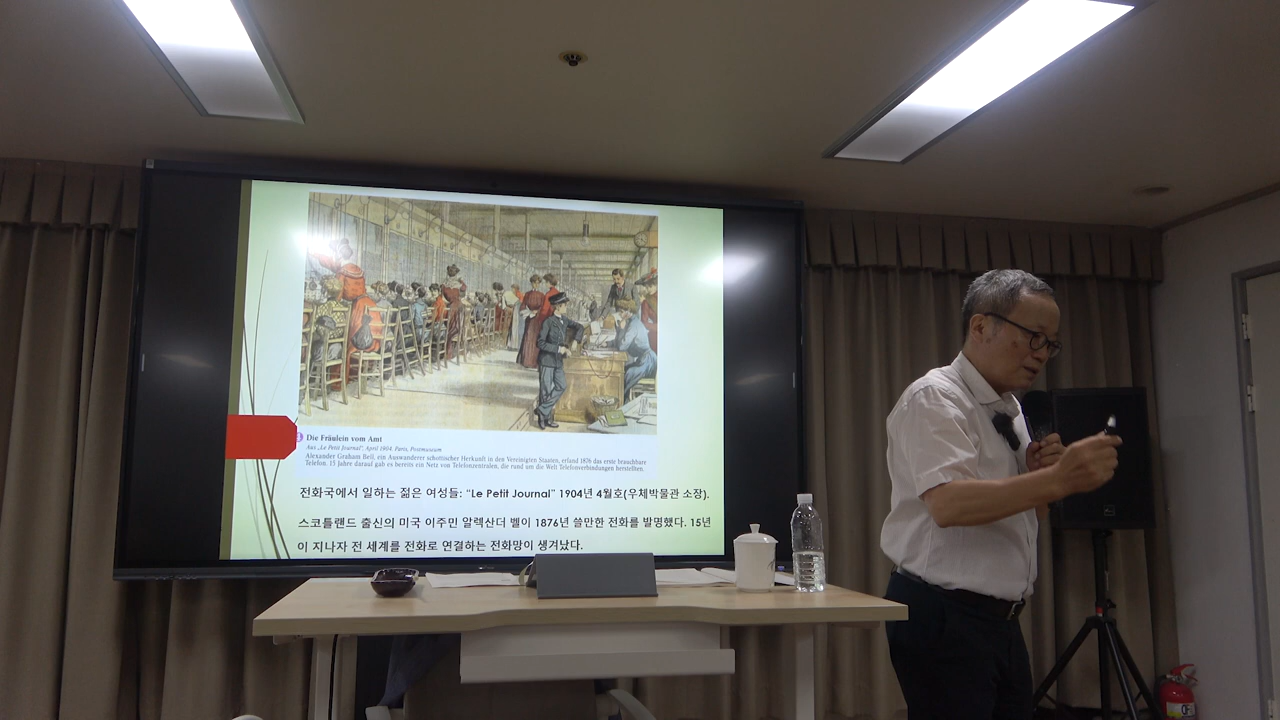 Die Fräulein vom Amt
Aus „Le Petit Journal", April 1904. Paris, Postmuseum
Alexander Graham Bell, ein Auswanderer schottischer Herkunft in den Vereinigten Staaten, erfand 1876 das erste brauchbare
Telefon. 15 Jahre darauf gab es bereits ein Netz von Telefonzentralen, die rund um die Welt Telefonverbindungen herstellten.
전화국에서 일하는 젊은 여성들: "Le Petit Journal" 1904년 4월호(우체박물관 소장).
스코틀랜드 출신의 미국 이주민 알렉산더 벨이 1876년 쓸만한 전화를 발명했다. 15년
이 지나자 전 세계를 전화로 연결하는 전화망이 생겨났다.